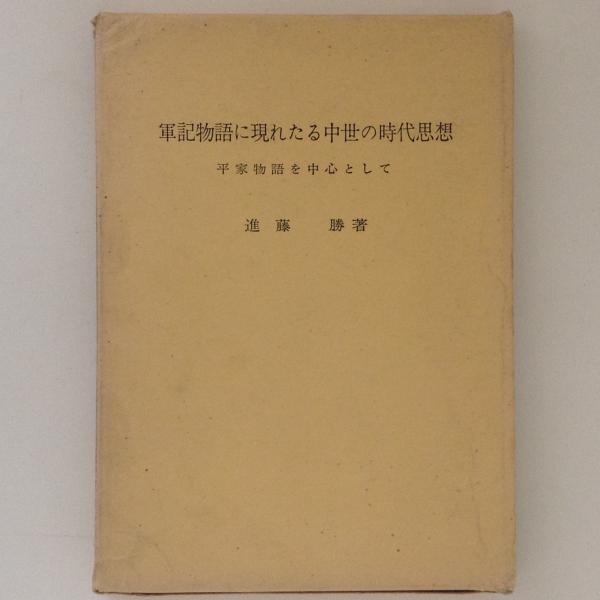 軍記物語に現れたる中世の時代思想
平家物語を中心として
進藤 勝著